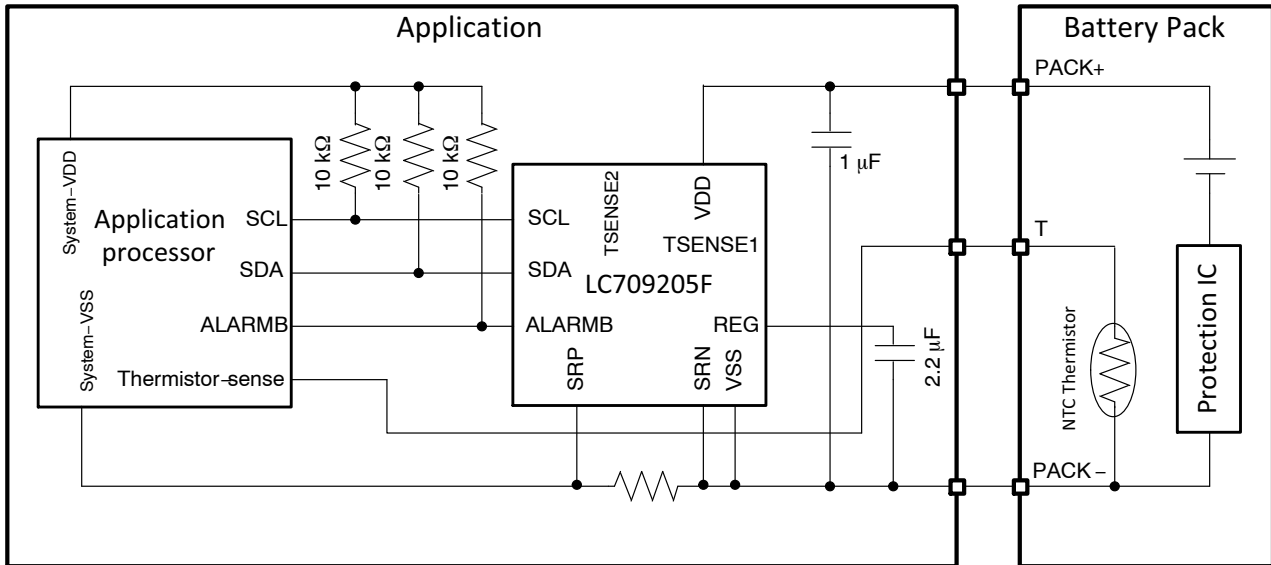 Application
Battery Pack
PACK+
System–VDD
10 kΩ
10 kΩ
10 kΩ
1 μF
Application
processor
SCL
SDA
ALARMB
Thermistor–sense
System–VSS
TSENSE2
VDD
SCL
TSENSE1
SDA
LC709205F
ALARMB
REG
SRP
SRN
VSS
2.2 μF
T
NTC Thermistor
Protection IC
PACK –